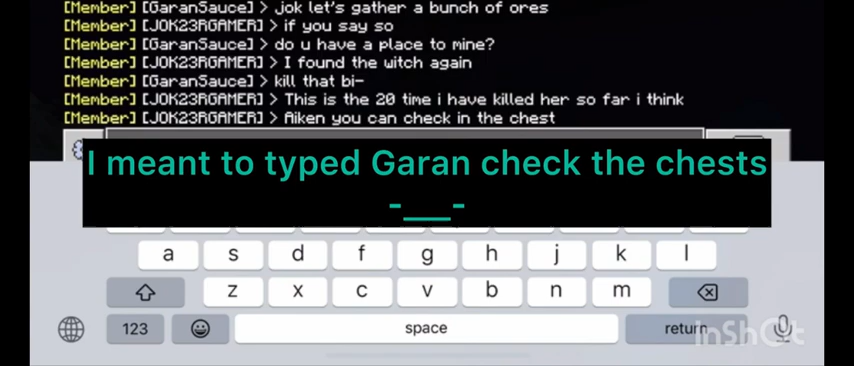 [Member] [GaranSauce] > jok let's gather a bunch of ores
[Member] [JOK23RGAMER] > if you say so
[Member] [GaranSauce] > do u have a place to mine?
[Member] [JOK23RGAMER] > I found the witch again
[Member] [GaranSauce] > kill that bi-
[Member] [JOK23RGAMER] > This is the 20 time i have killed her so far i think
[Member] [JOK23RGAMER] > Aiken you can check in the chest
I meant to typed Garan check the chests
-___-
a s d f g h j k l
z x c v b n m
123 space return
InShOt